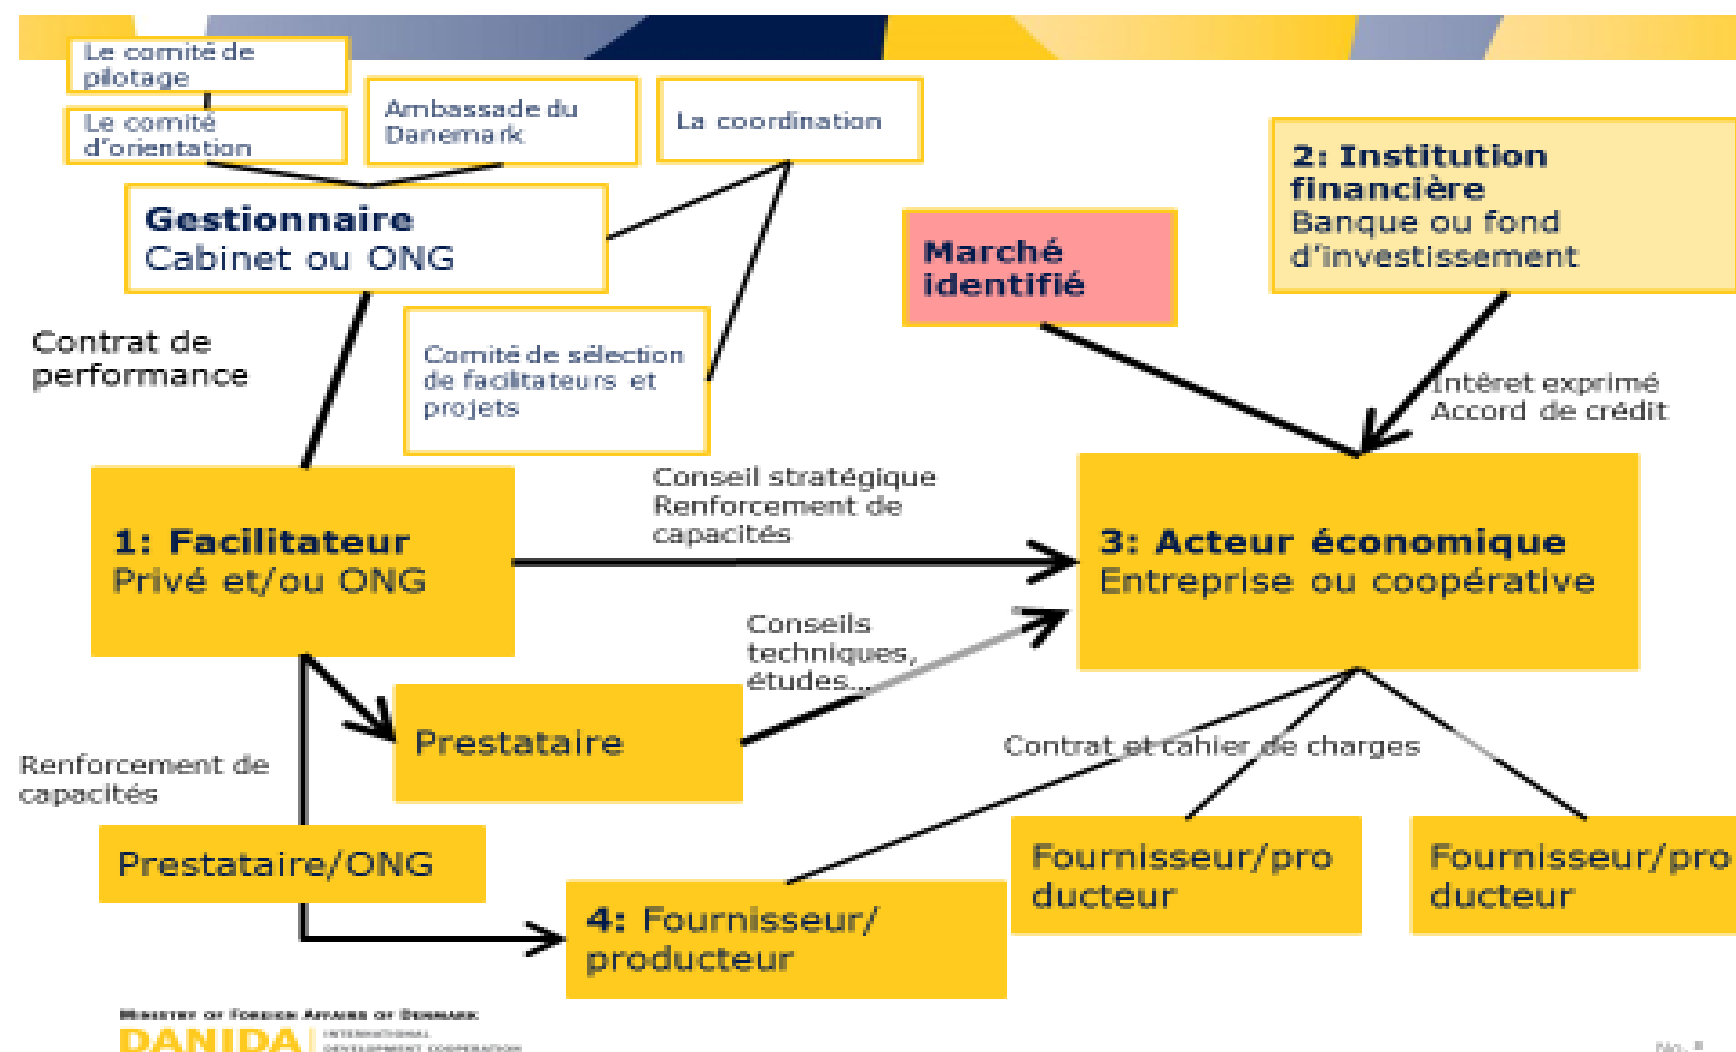 Le comité de
pilotage
Le comité
d'orientation
Ambassade du
Danemark
La coordination
Gestionnaire
Cabinet ou ONG
Marché
identifié
2: Institution
financière
Banque ou fond
d'investissement
Contrat de
performance
Comité de sélection
de facilitateurs et
projets
Intêret exprimé
Accord de crédit
1: Facilitateur
Privé et/ou ONG
Conseil stratégique
Renforcement de
capacités
3: Acteur économique
Entreprise ou coopérative
Conseils
techniques,
études...
Prestataire
Contrat et cahier de charges
Renforcement de
capacités
Prestataire/ONG
4: Fournisseur/
producteur
Fournisseur/pro
ducteur
Fournisseur/pro
ducteur
MINISTRY OF FOREIGN AFFAIRS OF DENMARK
DANIDA
INTERNATIONAL
DEVELOPMENT COOPERATION
No.